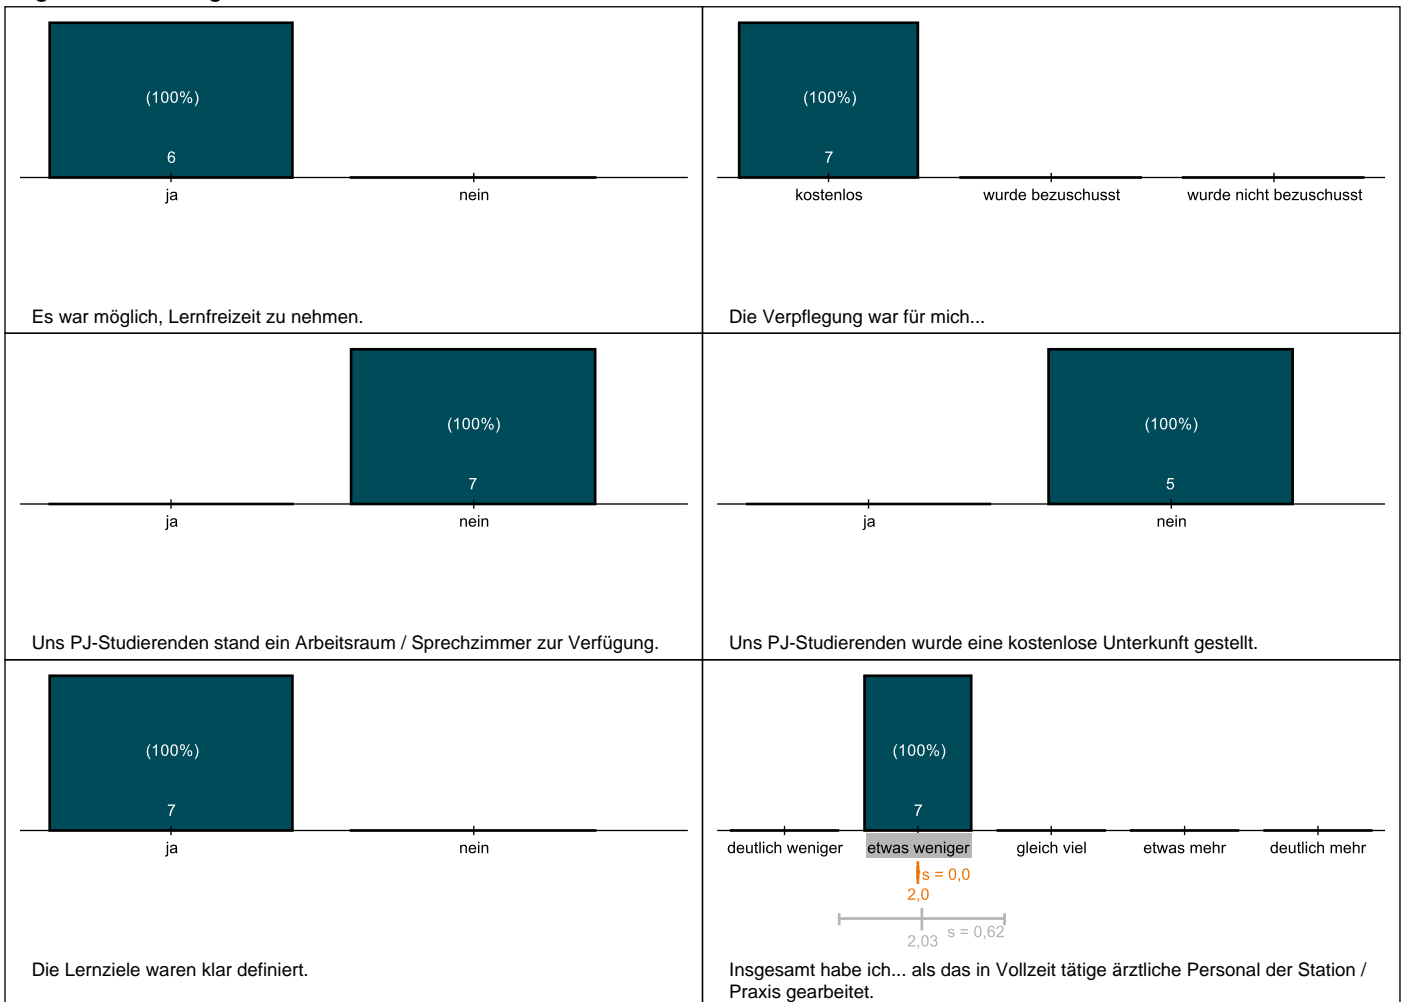 (100%)
6
ja
nein
Es war möglich, Lernfreizeit zu nehmen.
(100%)
7
kostenlos
wurde bezuschusst
wurde nicht bezuschusst
Die Verpflegung war für mich...
(100%)
7
ja
nein
Uns PJ-Studierenden stand ein Arbeitsraum / Sprechzimmer zur Verfügung.
(100%)
5
ja
nein
Uns PJ-Studierenden wurde eine kostenlose Unterkunft gestellt.
(100%)
7
ja
nein
Die Lernziele waren klar definiert.
(100%)
7
deutlich weniger
etwas weniger
gleich viel
etwas mehr
deutlich mehr
s = 0,0
2,0
2,03
s = 0,62
Insgesamt habe ich... als das in Vollzeit tätige ärztliche Personal der Station /
Praxis gearbeitet.